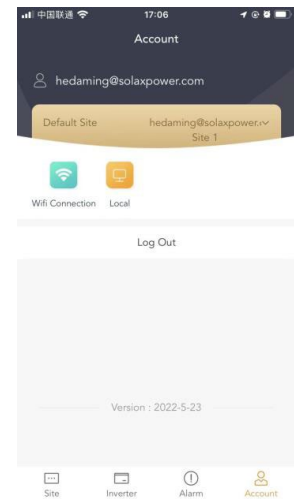 中国联通 17:06
Account
hedaming@solaxpower.com
Default Site hedaming@solaxpower.
Site 1
Wifi Connection Local
Log Out
Version : 2022-5-23
Site Inverter Alarm Account